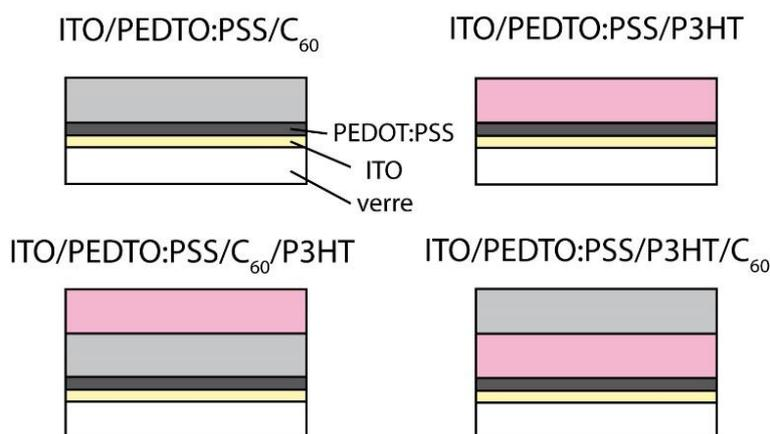 ITO/PEDTO:PSS/C60
ITO/PEDTO:PSS/P3HT
PEDOT:PSS
ITO
verre
ITO/PEDTO:PSS/C60/P3HT
ITO/PEDTO:PSS/P3HT/C60